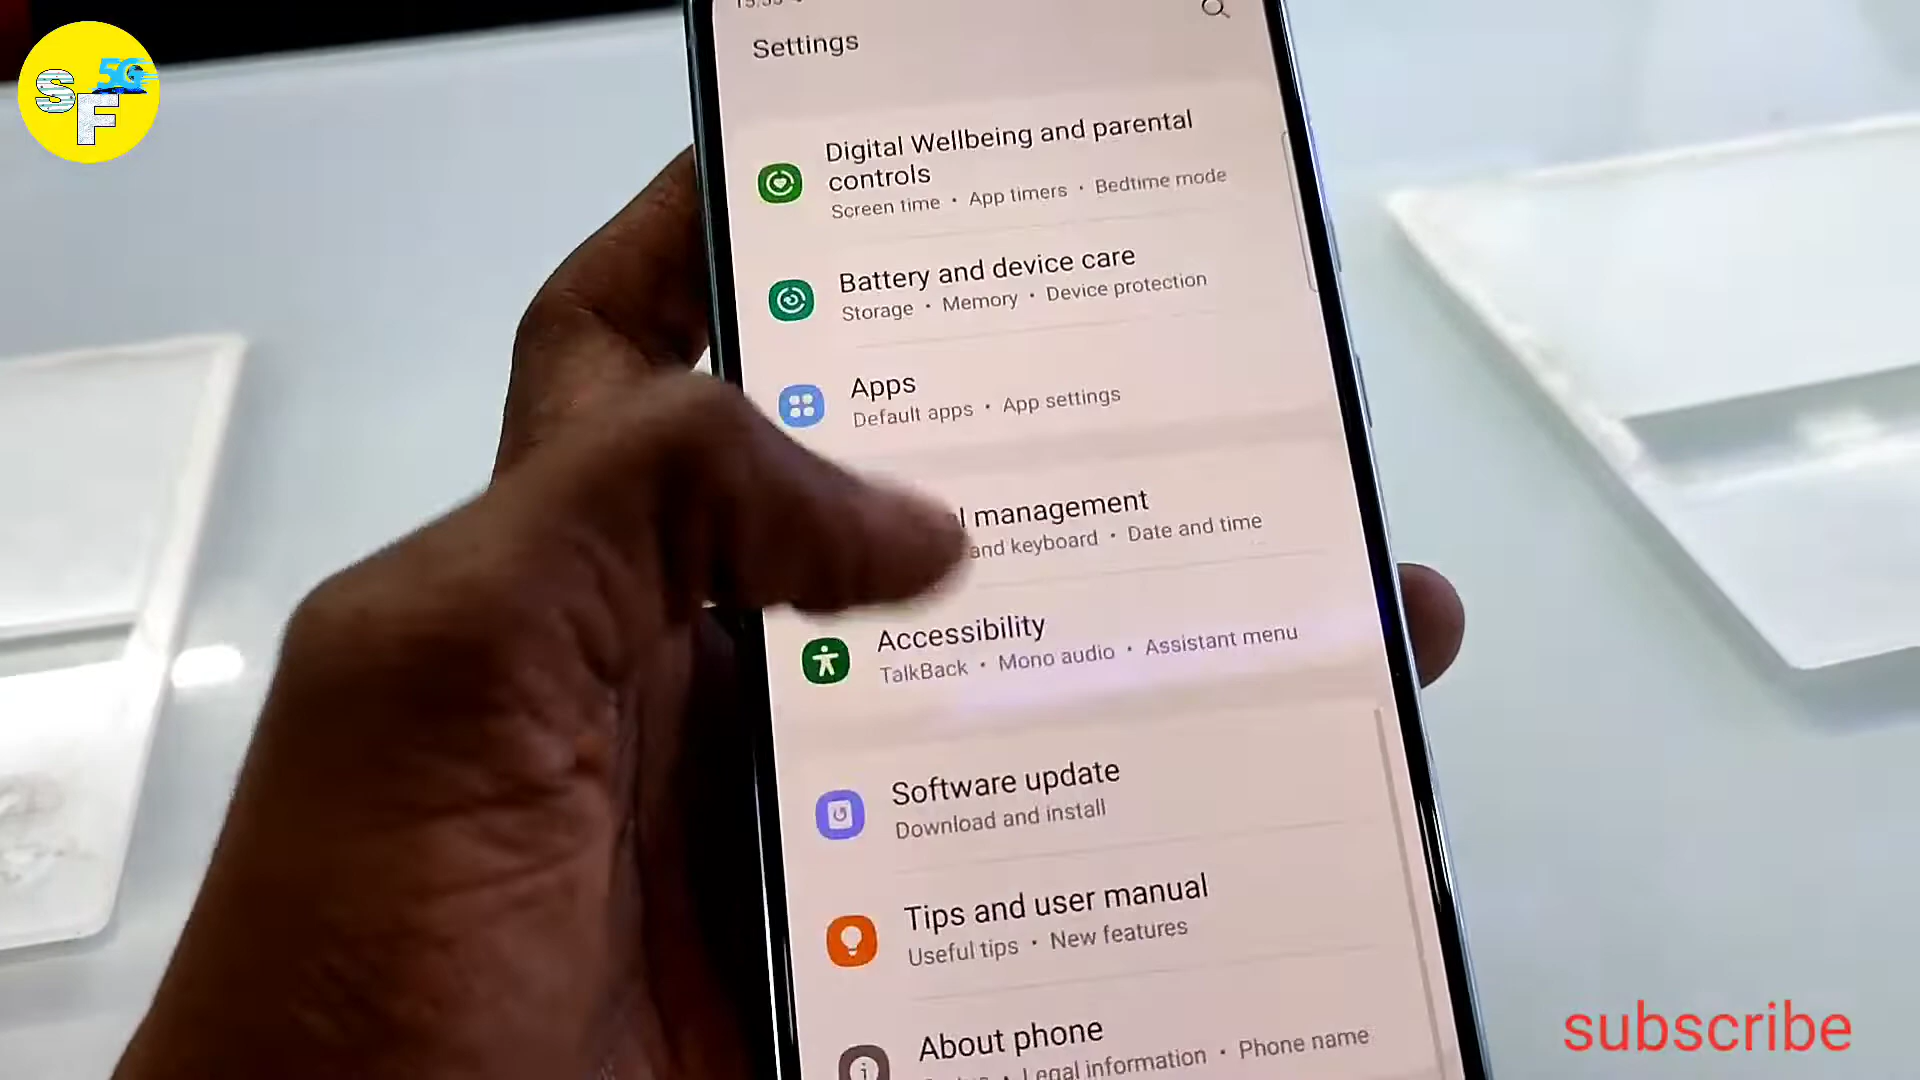 SF 5G
Settings
Digital Wellbeing and parental
controls
Screen time • App timers • Bedtime mode
Battery and device care
Storage • Memory • Device protection
Apps
Default apps • App settings
management
and keyboard • Date and time
Accessibility
TalkBack • Mono audio • Assistant menu
Software update
Download and install
Tips and user manual
Useful tips • New features
About phone
Legal information • Phone name
subscribe